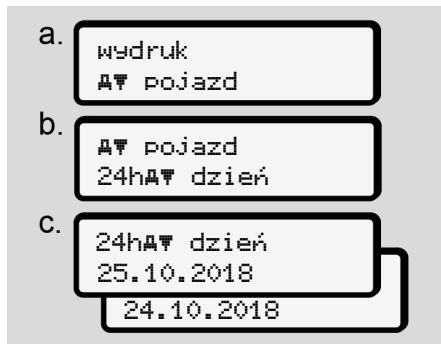 a.
wydruk
pojazd
b.
pojazd
24h dzień
c.
24h dzień
25.10.2018
24.10.2018